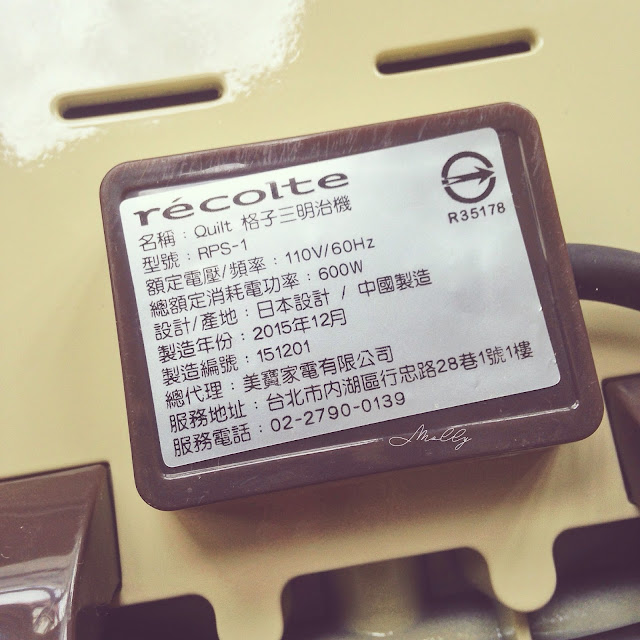 récolte
R35178
名稱：Quilt 格子三明治機
型號：RPS-1
額定電壓/頻率：110V/60Hz
總額定消耗電功率：600W
設計/產地：日本設計 / 中國製造
製造年份：2015年12月
製造編號：151201
總代理：美寶家電有限公司
服務地址：台北市內湖區行忠路28巷1號1樓
服務電話：02-2790-0139
Molly